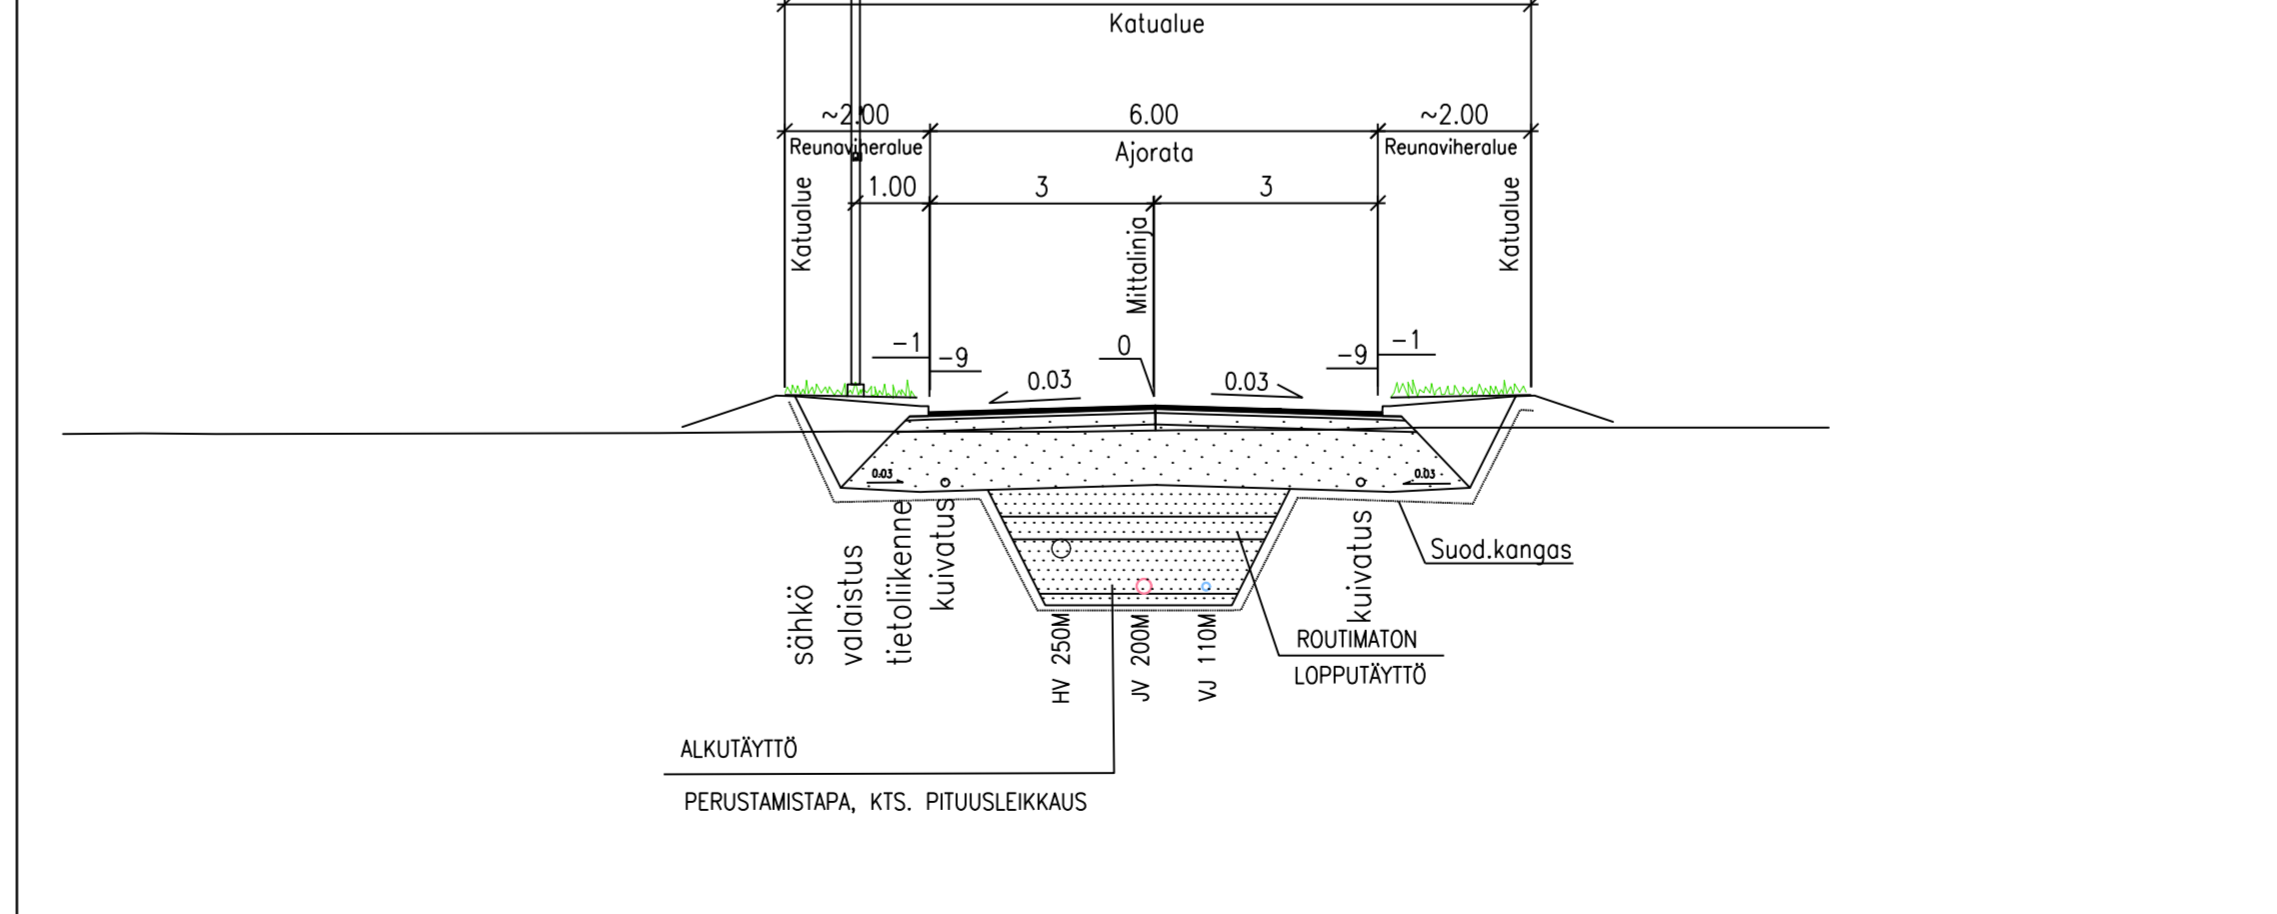 Katualue
~2.00
6.00
~2.00
Reunaviheralue
Ajorata
Reunaviheralue
1.00
3
3
Katualue
Mittalinja
Katualue
-1
-9
0
-9
-1
0.03
0.03
0.03
0.03
sähkö
valaistus
tietoliikenne
kuivatus
kuivatus
Suod.kangas
HV 250M
JV 200M
VJ 110M
ROUTIMATON
LOPPUTÄYTTÖ
ALKUTÄYTTÖ
PERUSTAMISTAPA, KTS. PITUUSLEIKKAUS